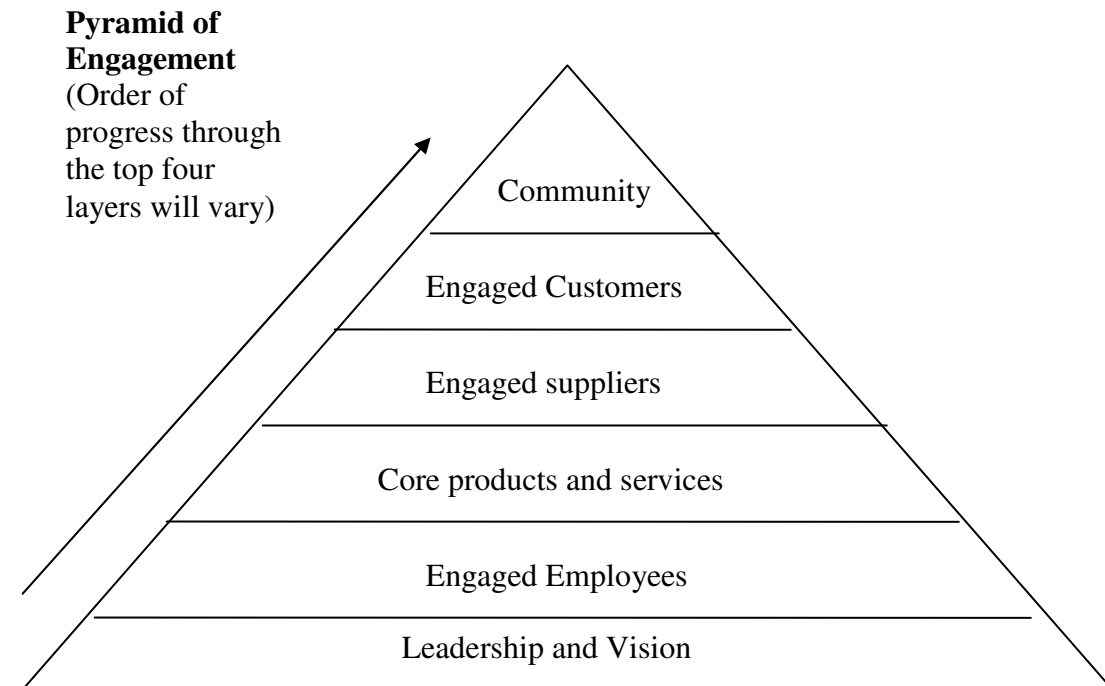 Pyramid of
Engagement
(Order of
progress through
the top four
layers will vary)
Community
Engaged Customers
Engaged suppliers
Core products and services
Engaged Employees
Leadership and Vision